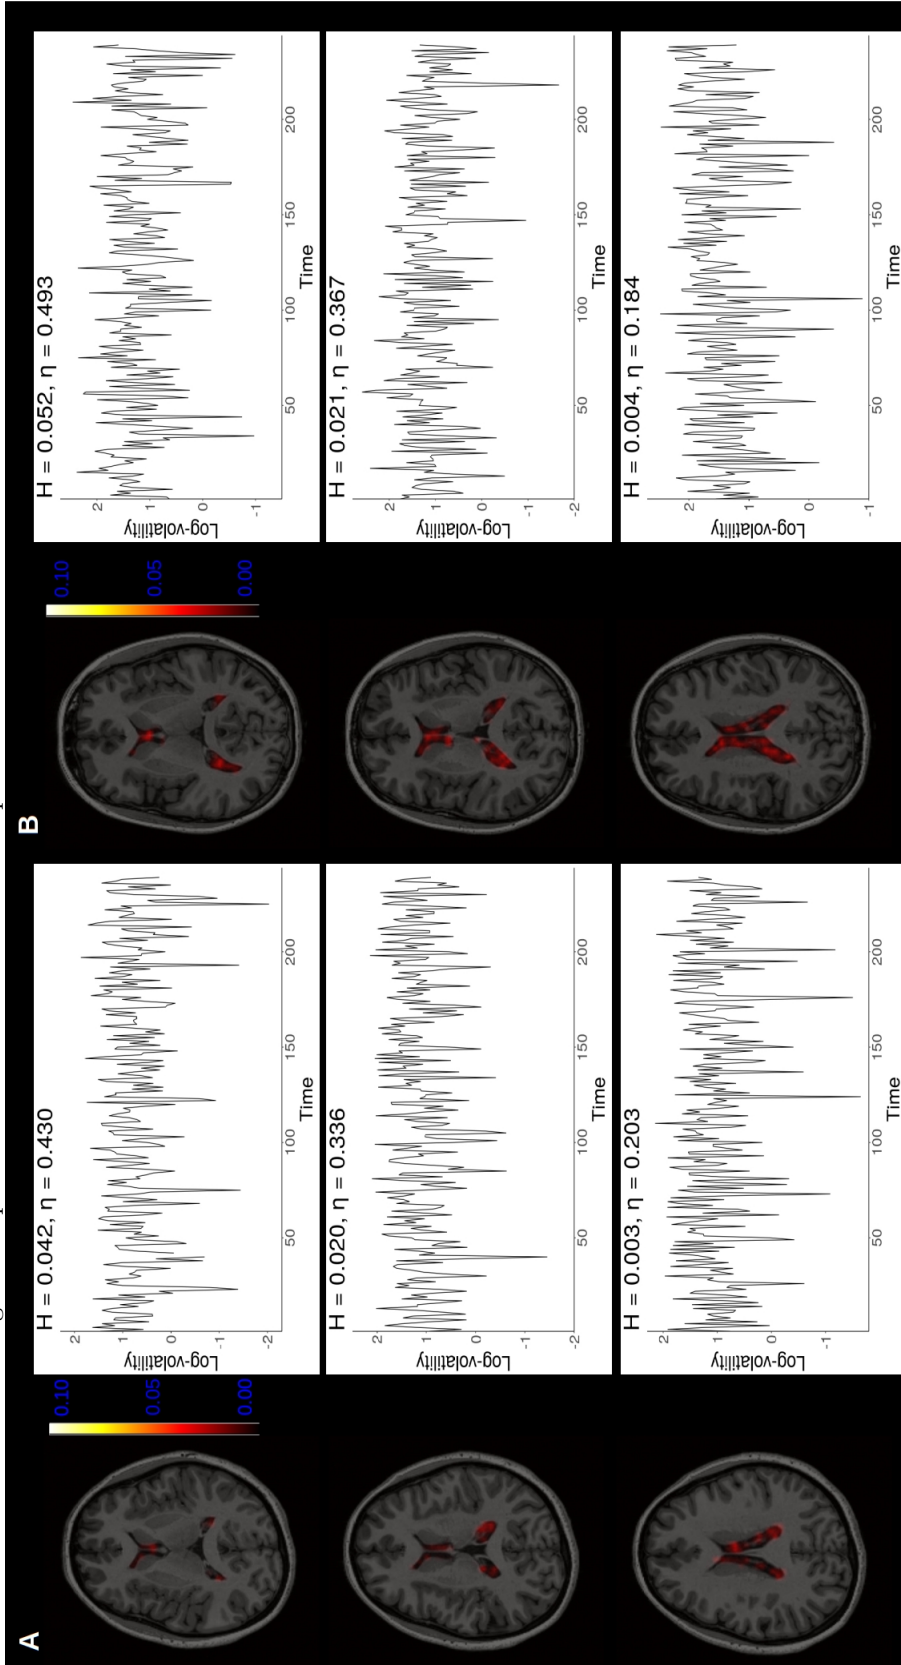 A
0.10
0.05
0.00
H = 0.042, η = 0.430
Log-volatility
2
1
0
-1
-2
50 100 150 200
Time
H = 0.020, η = 0.336
Log-volatility
2
1
0
-1
-2
50 100 150 200
Time
H = 0.003, η = 0.203
Log-volatility
2
1
0
-1
50 100 150 200
Time
B
0.10
0.05
0.00
H = 0.052, η = 0.493
Log-volatility
2
1
0
-1
50 100 150 200
Time
H = 0.021, η = 0.367
Log-volatility
2
1
0
-1
-2
50 100 150 200
Time
H = 0.004, η = 0.184
Log-volatility
2
1
0
-1
50 100 150 200
Time